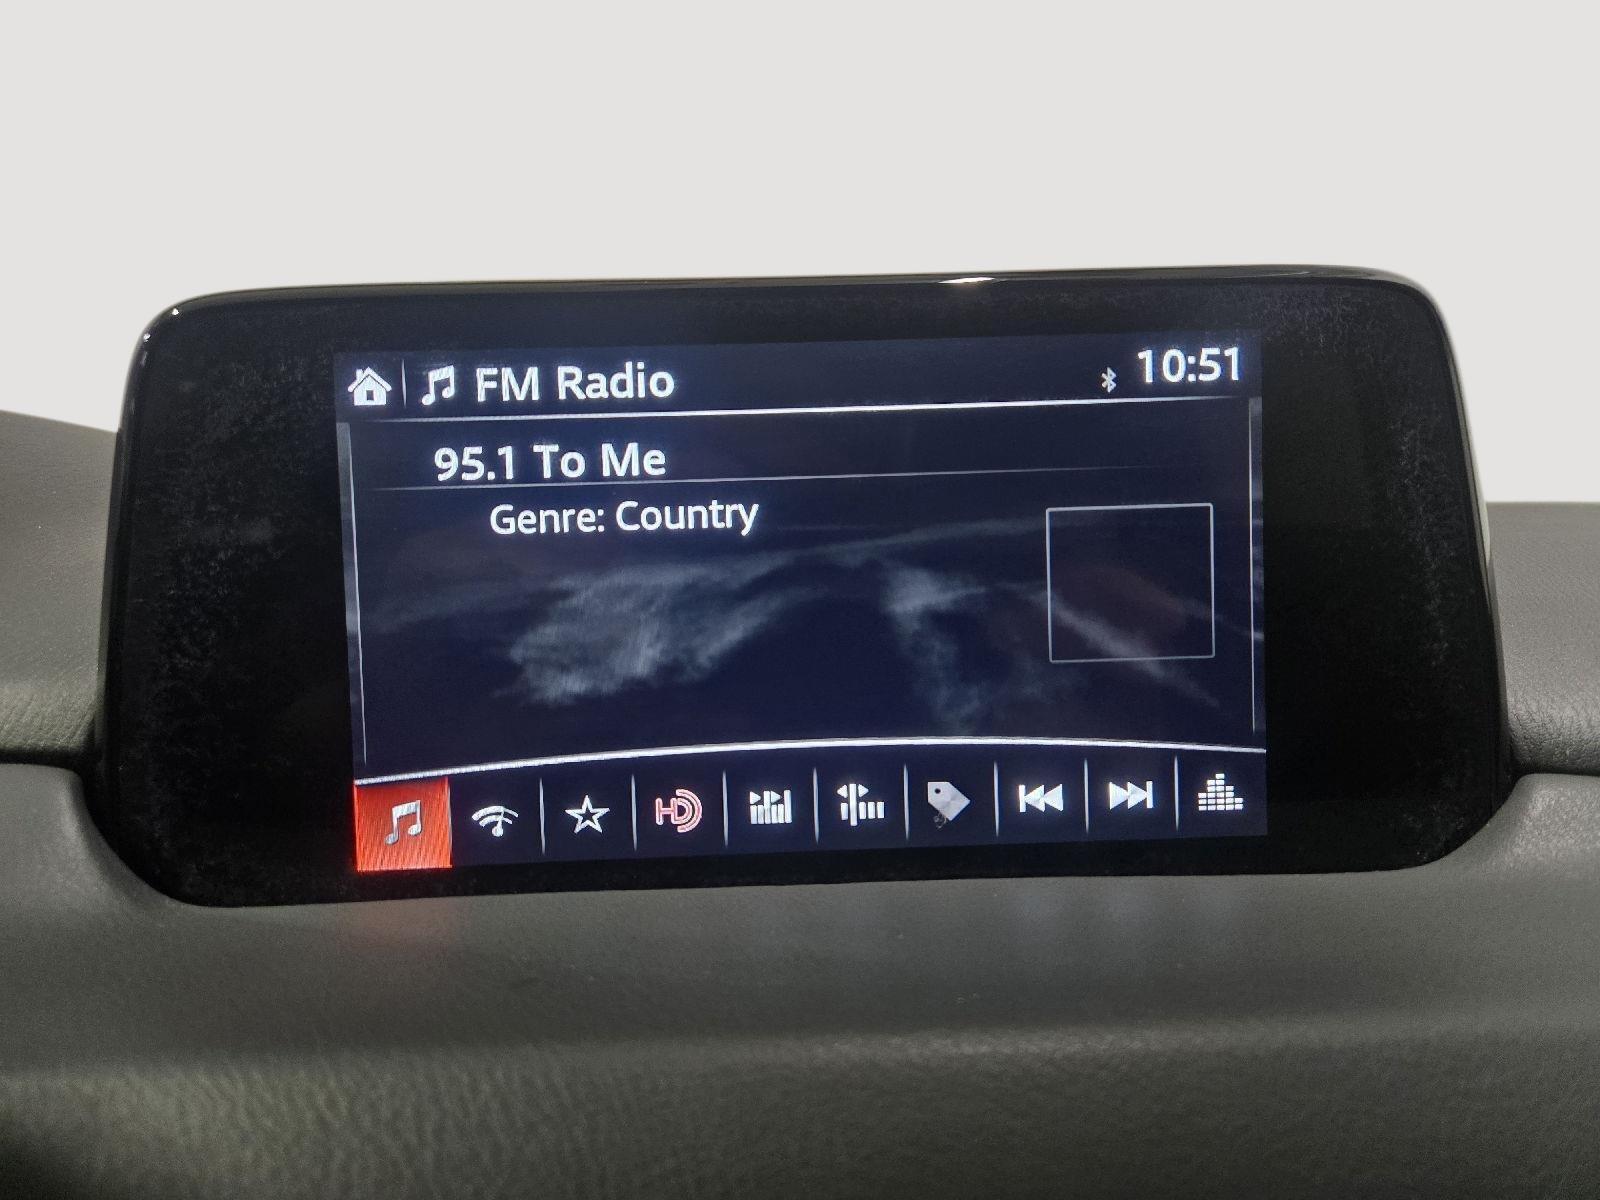 FM Radio
10:51
95.1 To Me
Genre: Country
HD